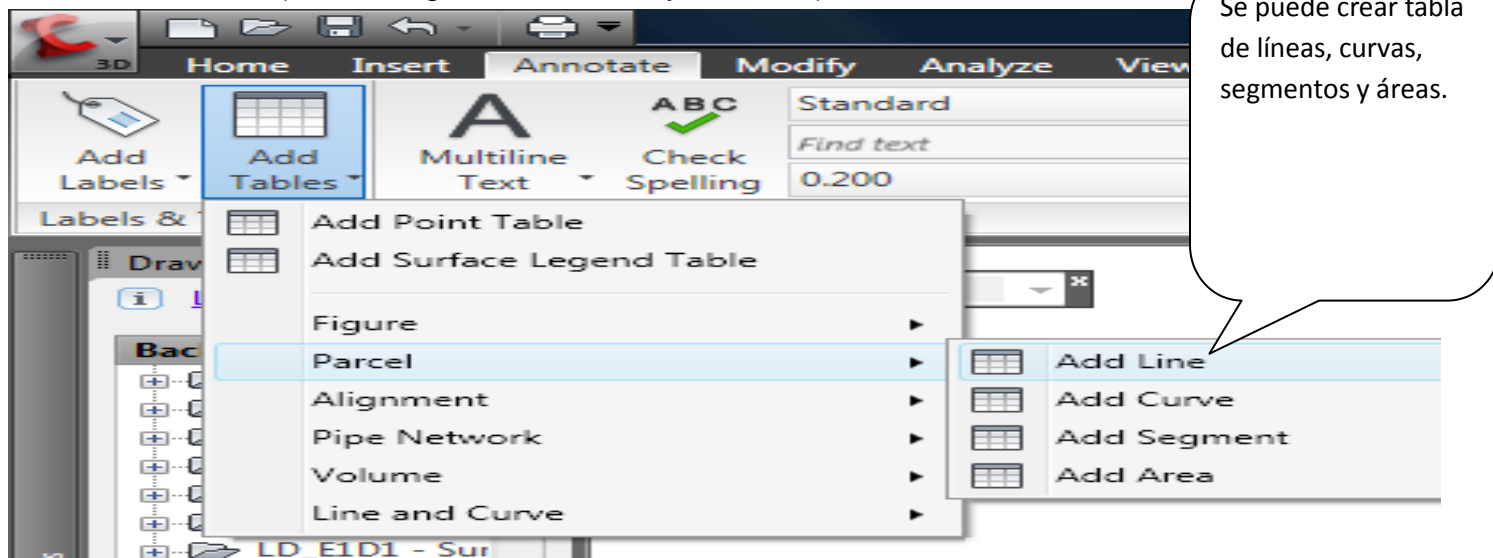 Se puede crear tabla
de líneas, curvas,
segmentos y áreas.
3D
Home Insert Annotate Modify Analyze View
Add
Labels
Add
Tables
Multiline
Text
ABC
Check
Spelling
Standard
Find text
0.200
Labels &
Add Point Table
Add Surface Legend Table
Figure
Parcel
Alignment
Pipe Network
Volume
Line and Curve
Add Line
Add Curve
Add Segment
Add Area
Draw
i
Bac
LD_E1D1 - Sur